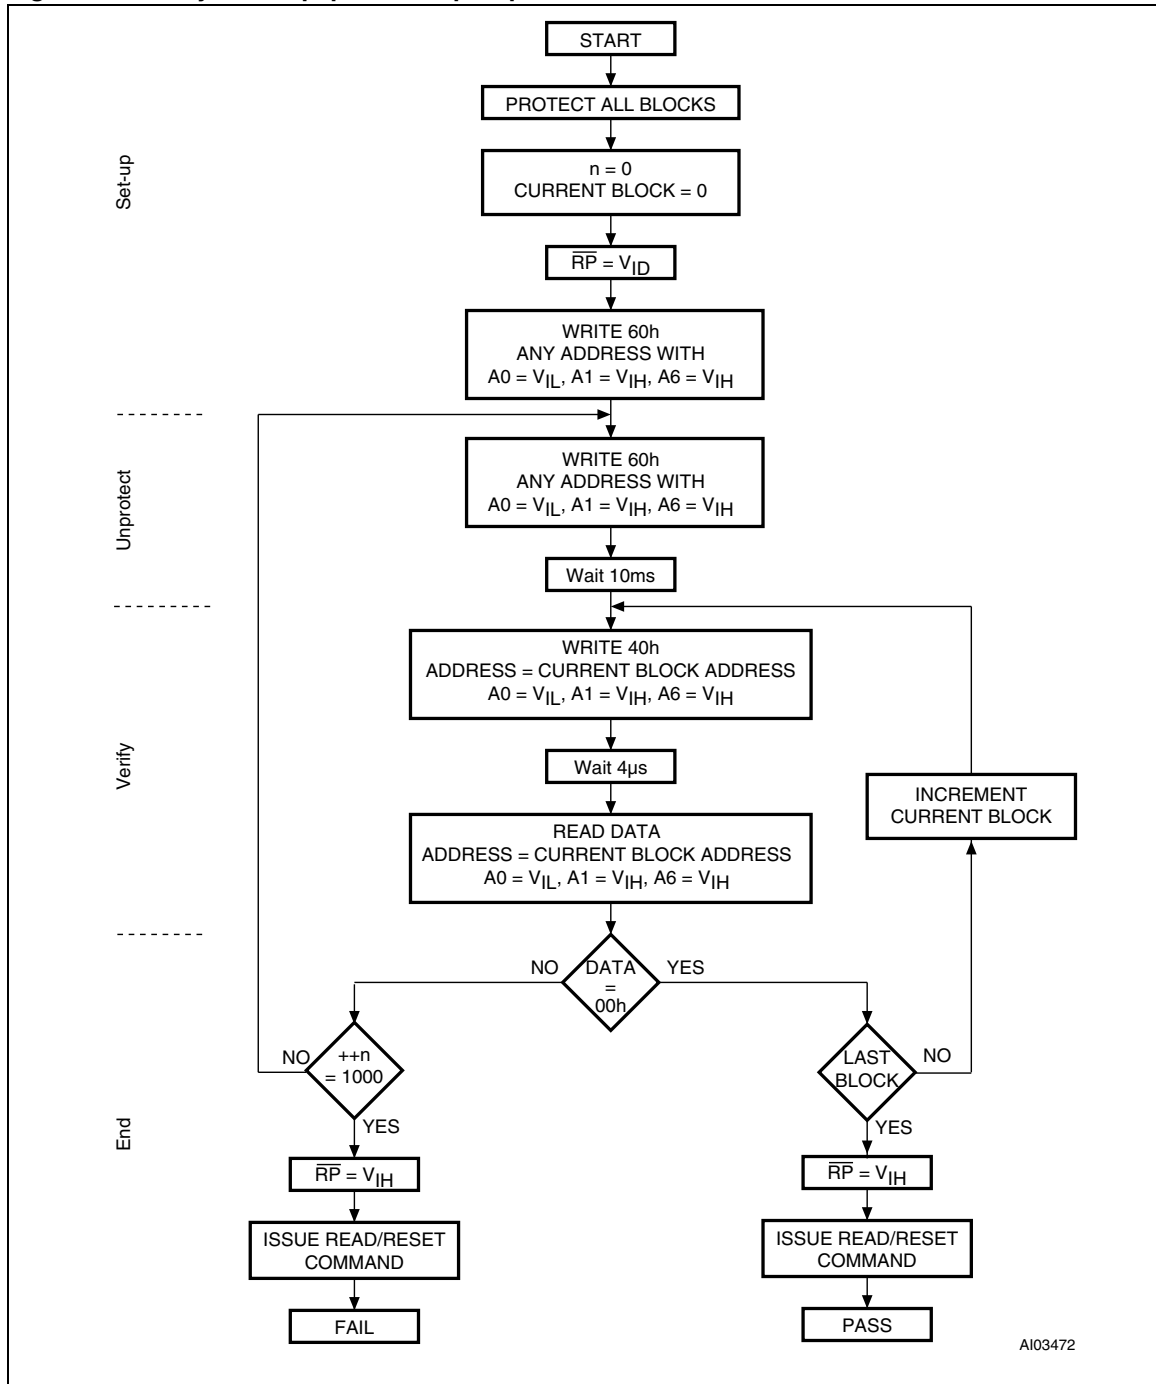 START
PROTECT ALL BLOCKS
Set-up
n = 0
CURRENT BLOCK = 0
RP = VID
WRITE 60h
ANY ADDRESS WITH
A0 = VIL, A1 = VIH, A6 = VIH
Unprotect
WRITE 60h
ANY ADDRESS WITH
A0 = VIL, A1 = VIH, A6 = VIH
Wait 10ms
Verify
WRITE 40h
ADDRESS = CURRENT BLOCK ADDRESS
A0 = VIL, A1 = VIH, A6 = VIH
Wait 4µs
INCREMENT
CURRENT BLOCK
READ DATA
ADDRESS = CURRENT BLOCK ADDRESS
A0 = VIL, A1 = VIH, A6 = VIH
End
NO
DATA
=
00h
YES
NO
++n
= 1000
YES
LAST
BLOCK
NO
YES
RP = VIH
RP = VIH
ISSUE READ/RESET
COMMAND
ISSUE READ/RESET
COMMAND
FAIL
PASS
AI03472